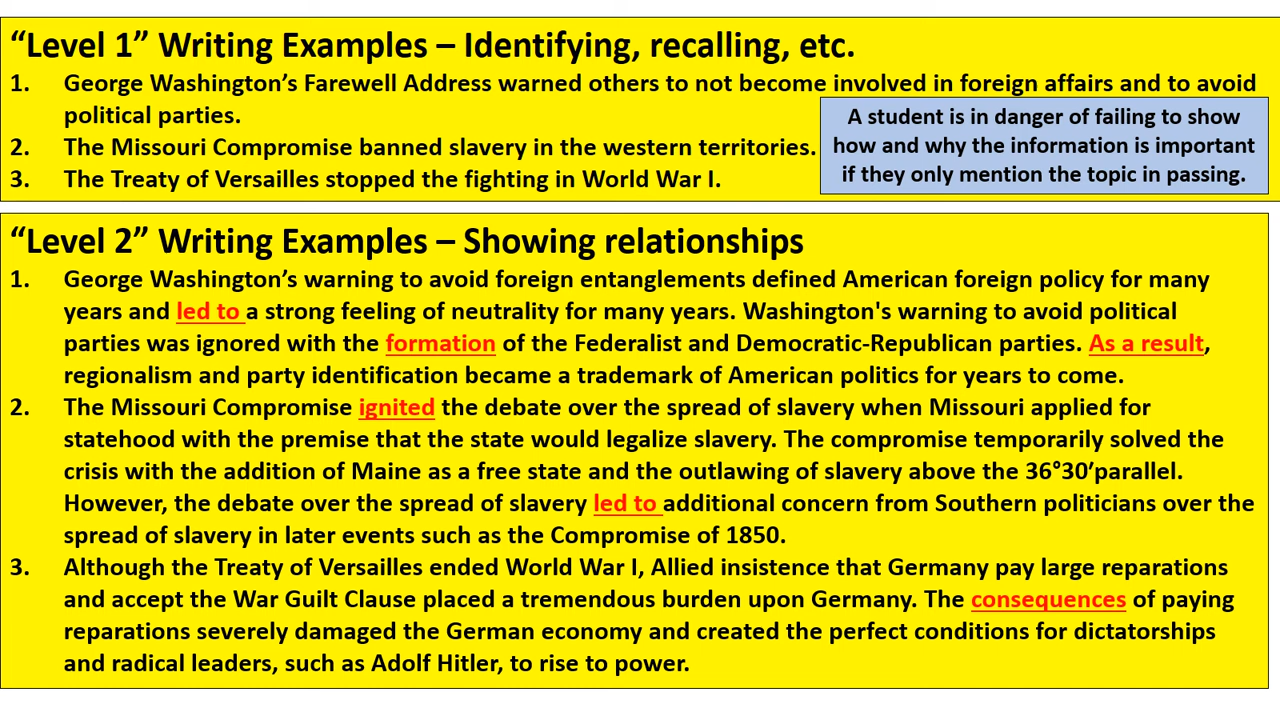 “Level 1” Writing Examples – Identifying, recalling, etc.
1. George Washington’s Farewell Address warned others to not become involved in foreign affairs and to avoid
political parties.
2. The Missouri Compromise banned slavery in the western territories.
3. The Treaty of Versailles stopped the fighting in World War I.
A student is in danger of failing to show
how and why the information is important
if they only mention the topic in passing.
“Level 2” Writing Examples – Showing relationships
1. George Washington’s warning to avoid foreign entanglements defined American foreign policy for many
years and led to a strong feeling of neutrality for many years. Washington's warning to avoid political
parties was ignored with the formation of the Federalist and Democratic-Republican parties. As a result,
regionalism and party identification became a trademark of American politics for years to come.
2. The Missouri Compromise ignited the debate over the spread of slavery when Missouri applied for
statehood with the premise that the state would legalize slavery. The compromise temporarily solved the
crisis with the addition of Maine as a free state and the outlawing of slavery above the 36°30’parallel.
However, the debate over the spread of slavery led to additional concern from Southern politicians over the
spread of slavery in later events such as the Compromise of 1850.
3. Although the Treaty of Versailles ended World War I, Allied insistence that Germany pay large reparations
and accept the War Guilt Clause placed a tremendous burden upon Germany. The consequences of paying
reparations severely damaged the German economy and created the perfect conditions for dictatorships
and radical leaders, such as Adolf Hitler, to rise to power.